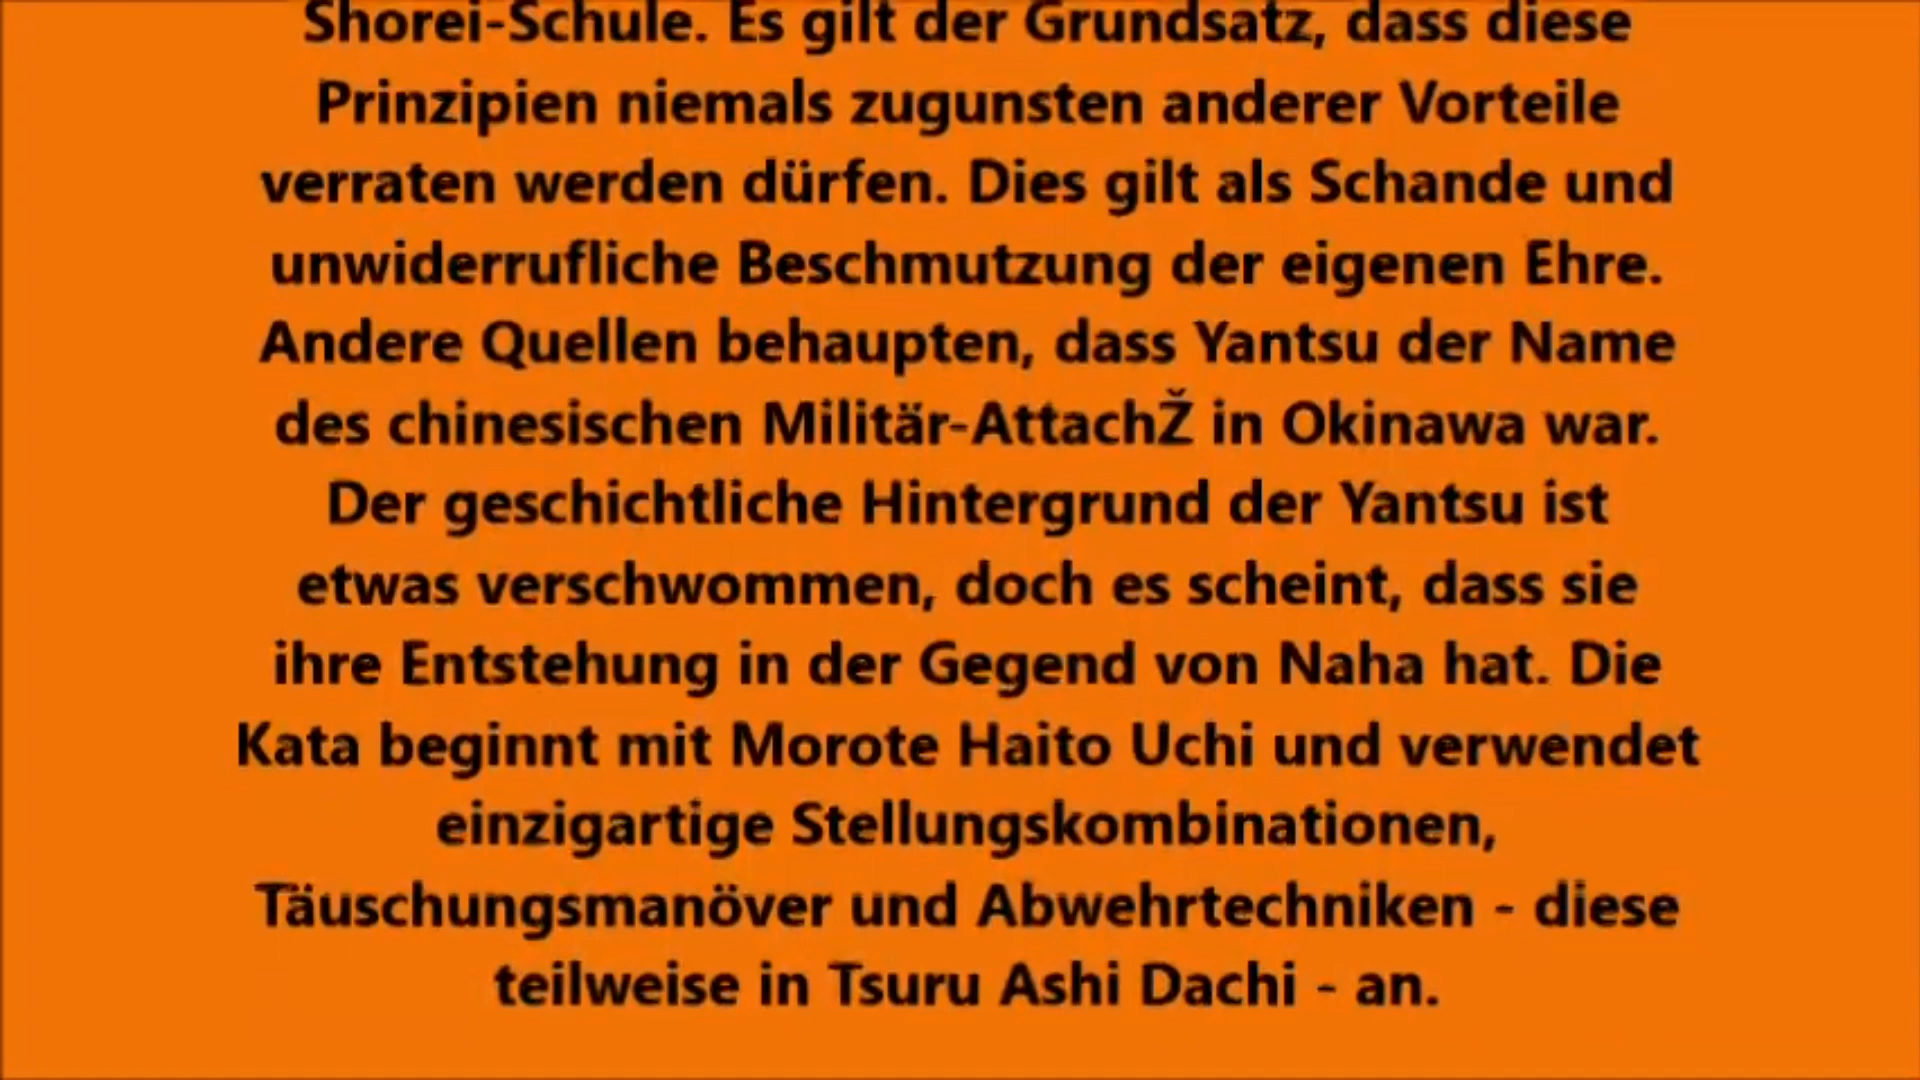 Shorei-Schule. Es gilt der Grundsatz, dass diese
Prinzipien niemals zugunsten anderer Vorteile
verraten werden dürfen. Dies gilt als Schande und
unwiderrufliche Beschmutzung der eigenen Ehre.
Andere Quellen behaupten, dass Yantsu der Name
des chinesischen Militär-AttachŽ in Okinawa war.
Der geschichtliche Hintergrund der Yantsu ist
etwas verschwommen, doch es scheint, dass sie
ihre Entstehung in der Gegend von Naha hat. Die
Kata beginnt mit Morote Haito Uchi und verwendet
einzigartige Stellungskombinationen,
Täuschungsmanöver und Abwehrtechniken - diese
teilweise in Tsuru Ashi Dachi - an.